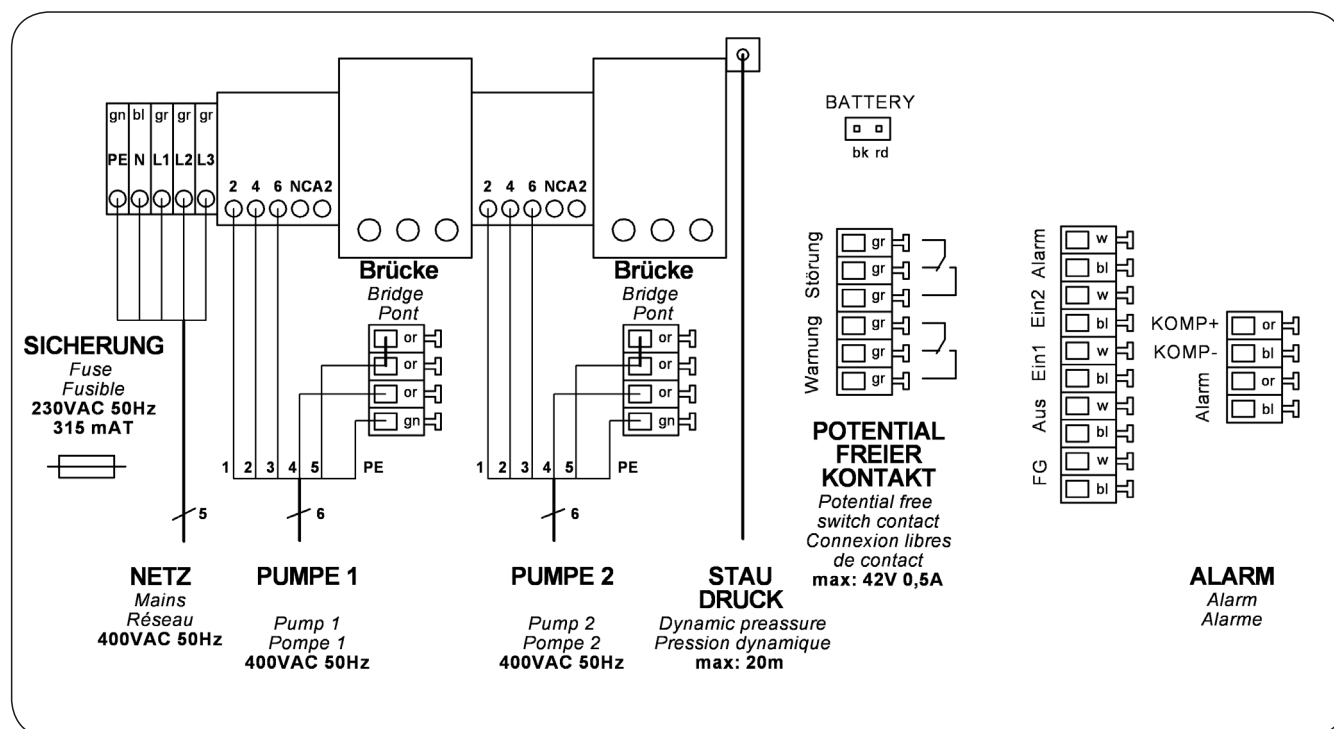 gn bl gr gr gr
PE N L1 L2 L3
2 4 6 NC A2
2 4 6 NC A2
BATTERY
bk rd
Brücke
Bridge
Pont
or
or
or
gn
Brücke
Bridge
Pont
or
or
or
gn
SICHERUNG
Fuse
Fusible
230VAC 50Hz
315 mAT
1 2 3 4 5 PE
1 2 3 4 5 PE
5
6
6
NETZ
Mains
Réseau
400VAC 50Hz
PUMPE 1
Pump 1
Pompe 1
400VAC 50Hz
PUMPE 2
Pump 2
Pompe 2
400VAC 50Hz
STAU
DRUCK
Dynamic preassure
Pression dynamique
max: 20m
Störung
gr
gr
gr
Warnung
gr
gr
gr
POTENTIAL
FREIER
KONTAKT
Potential free
switch contact
Connexion libres
de contact
max: 42V 0,5A
Alarm
w
bl
Ein2
w
bl
Ein1
w
bl
Aus
w
bl
FG
w
bl
KOMP+ or
KOMP- bl
Alarm
or
bl
ALARM
Alarm
Alarme